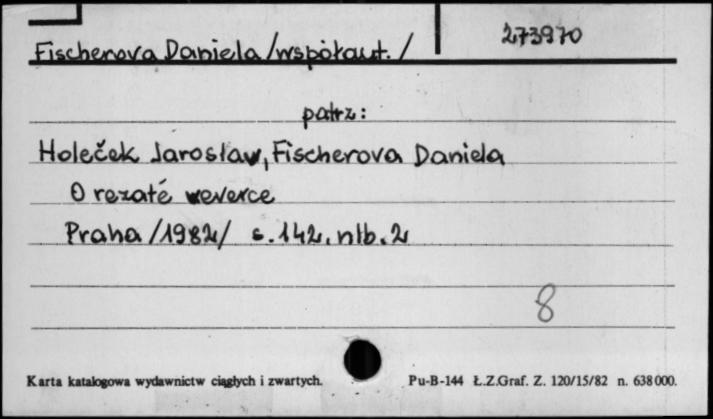 Fischerova Daniela /współaut./ 273970
patrz:
Holeček Jarosław, Fischerova Daniela
O rezaté veverce
Praha /1982/ s. 142, nlb. 2
8
Karta katalogowa wydawnictw ciągłych i zwartych. Pu-B-144 Ł.Z.Graf. Z. 120/15/82 n. 638 000.